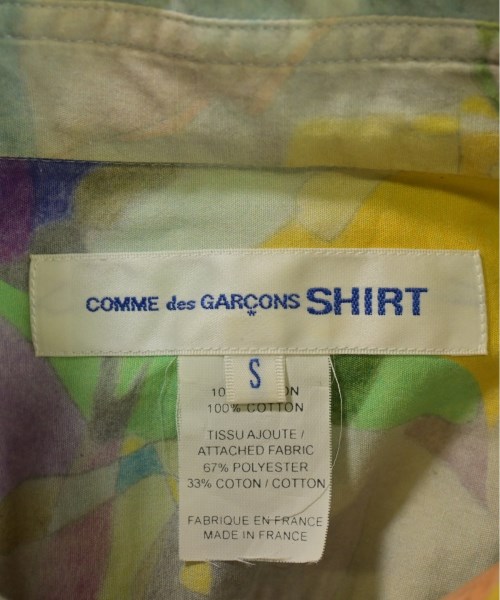 COMME des GARÇONS SHIRT
S
100% COTTON
TISSU AJOUTE /
ATTACHED FABRIC
67% POLYESTER
33% COTON / COTTON
FABRIQUE EN FRANCE
MADE IN FRANCE